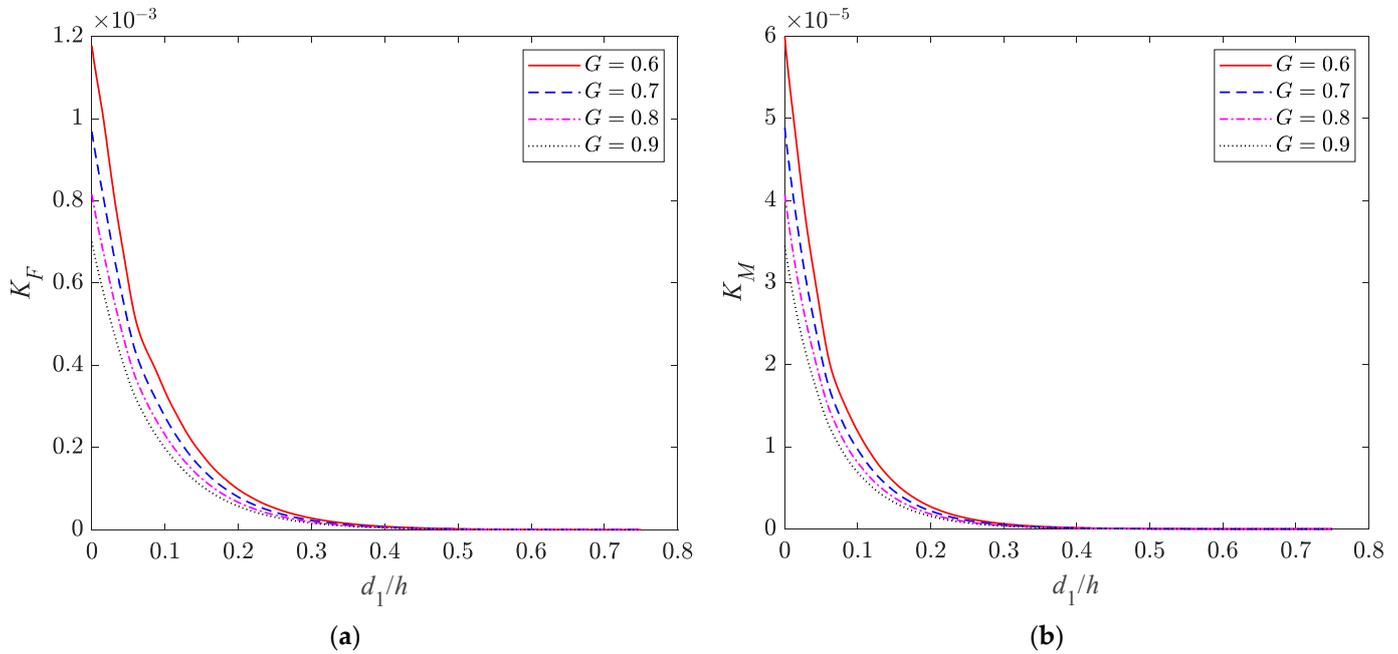 ×10⁻³
1.2
1
0.8
0.6
0.4
0.2
0
K_F
0 0.1 0.2 0.3 0.4 0.5 0.6 0.7 0.8
d₁/h
G = 0.6
G = 0.7
G = 0.8
G = 0.9
(a)
×10⁻⁵
6
5
4
3
2
1
0
K_M
0 0.1 0.2 0.3 0.4 0.5 0.6 0.7 0.8
d₁/h
G = 0.6
G = 0.7
G = 0.8
G = 0.9
(b)